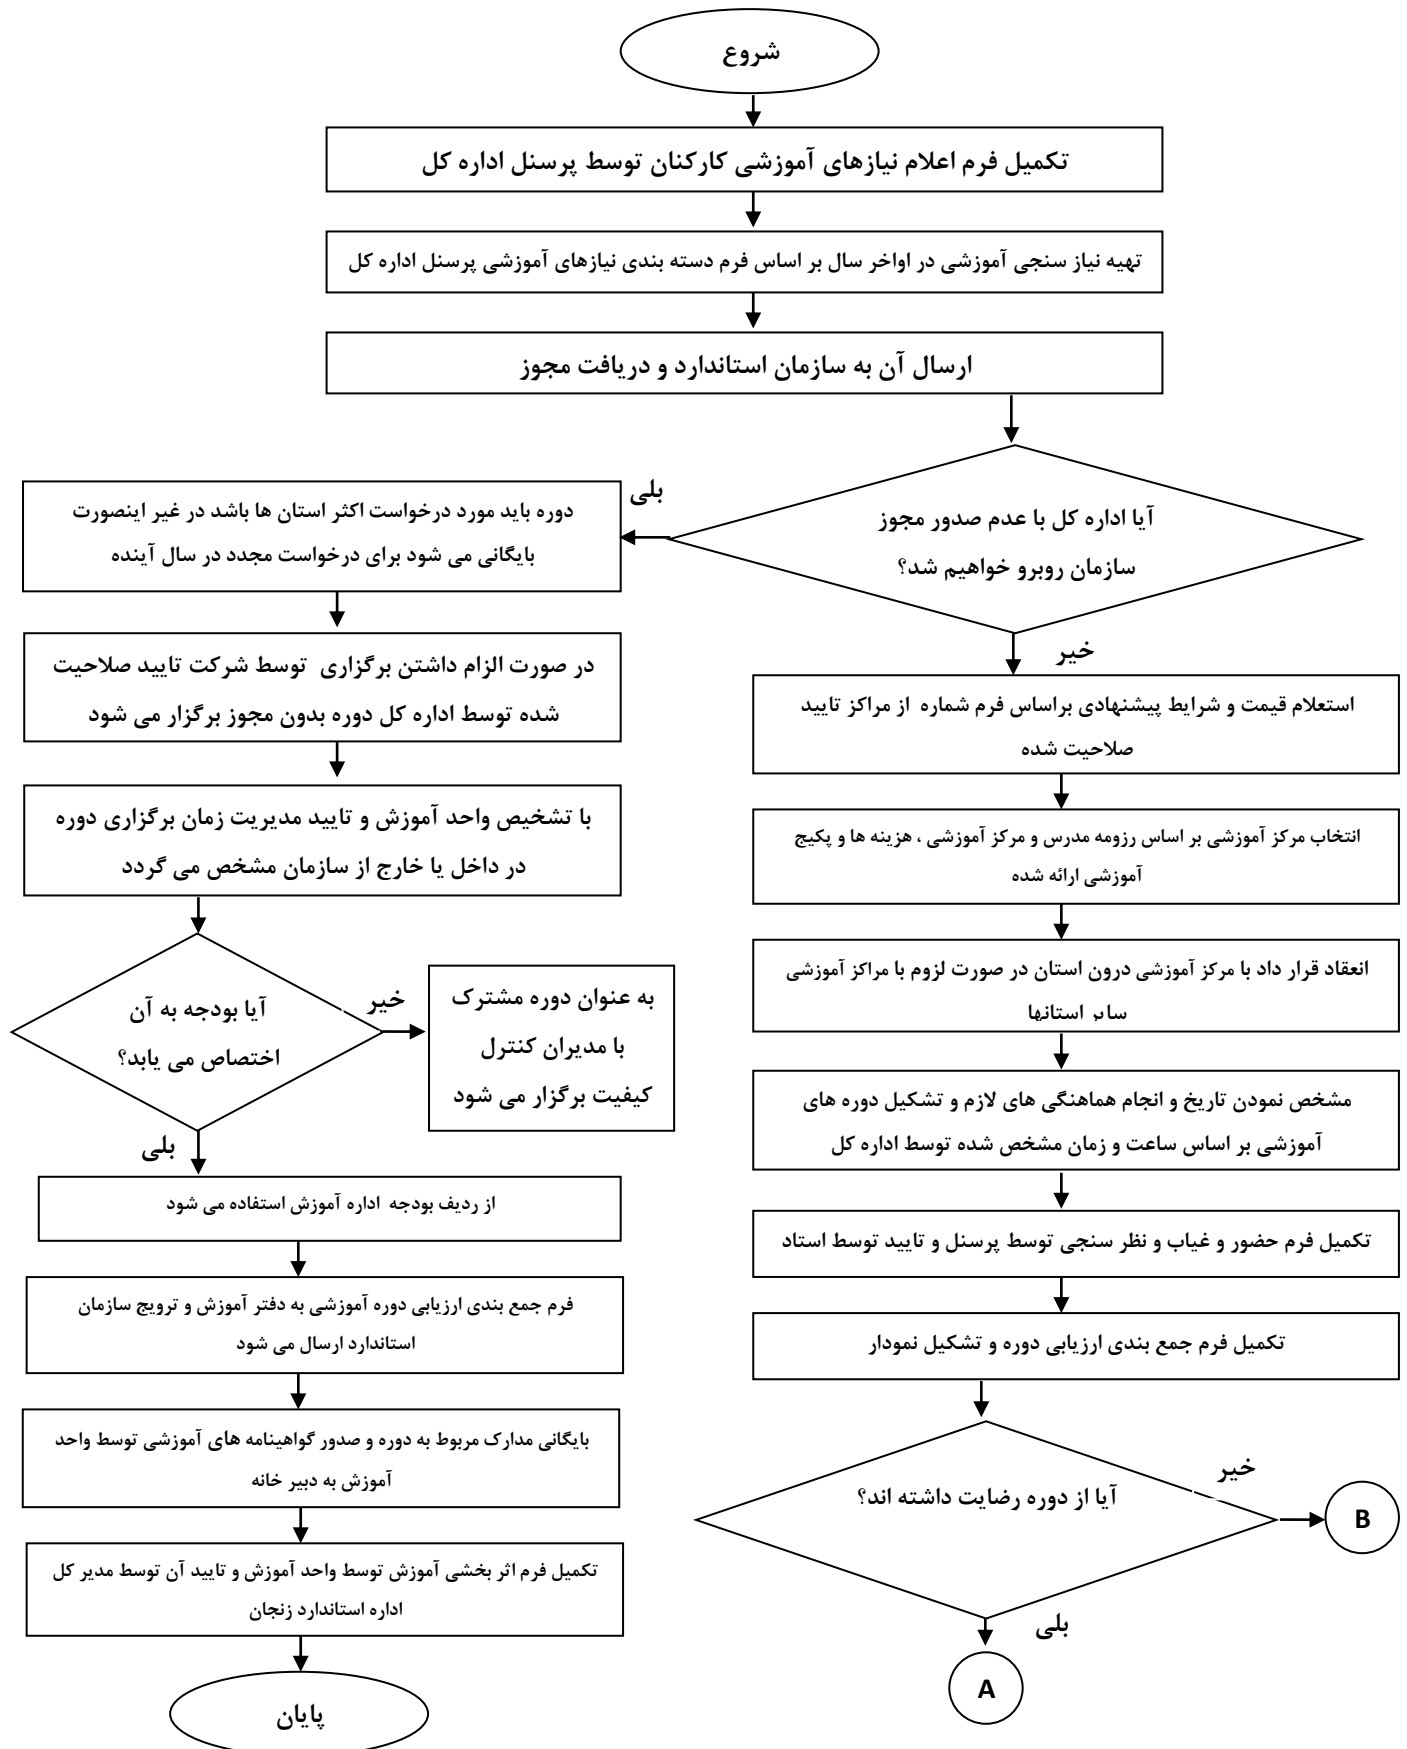 شروع
تکمیل فرم اعلام نیازهای آموزشی کارکنان توسط پرسنل اداره کل
تهیه نیاز سنجی آموزشی در اواخر سال بر اساس فرم دسته بندی نیازهای آموزشی پرسنل اداره کل
ارسال آن به سازمان استاندارد و دریافت مجوز
آیا اداره کل با عدم صدور مجوز
سازمان روبرو خواهیم شد؟
خیر
استعلام قیمت و شرایط پیشنهادی براساس فرم شماره از مراکز تایید
صلاحیت شده
انتخاب مرکز آموزشی بر اساس رزومه مدرس و مرکز آموزشی ، هزینه ها و پکیج
آموزشی ارائه شده
انعقاد قرار داد با مرکز آموزشی درون استان در صورت لزوم با مراکز آموزشی
سایر استانها
مشخص نمودن تاریخ و انجام هماهنگی های لازم و تشکیل دوره های
آموزشی بر اساس ساعت و زمان مشخص شده توسط اداره کل
تکمیل فرم حضور و غیاب و نظر سنجی توسط پرسنل و تایید توسط استاد
تکمیل فرم جمع بندی ارزیابی دوره و تشکیل نمودار
آیا از دوره رضایت داشته اند؟
خیر
B
بلی
A
بلی
دوره باید مورد درخواست اکثر استان ها باشد در غیر اینصورت
بایگانی می شود برای درخواست مجدد در سال آینده
در صورت الزام داشتن برگزاری توسط شرکت تایید صلاحیت
شده توسط اداره کل دوره بدون مجوز برگزار می شود
با تشخیص واحد آموزش و تایید مدیریت زمان برگزاری دوره
در داخل یا خارج از سازمان مشخص می گردد
آیا بودجه به آن
اختصاص می یابد؟
خیر
به عنوان دوره مشترک
با مدیران کنترل
کیفیت برگزار می شود
بلی
از ردیف بودجه اداره آموزش استفاده می شود
فرم جمع بندی ارزیابی دوره آموزشی به دفتر آموزش و ترویج سازمان
استاندارد ارسال می شود
بایگانی مدارک مربوط به دوره و صدور گواهینامه های آموزشی توسط واحد
آموزش به دبیر خانه
تکمیل فرم اثر بخشی آموزش توسط واحد آموزش و تایید آن توسط مدیر کل
اداره استاندارد زنجان
پایان